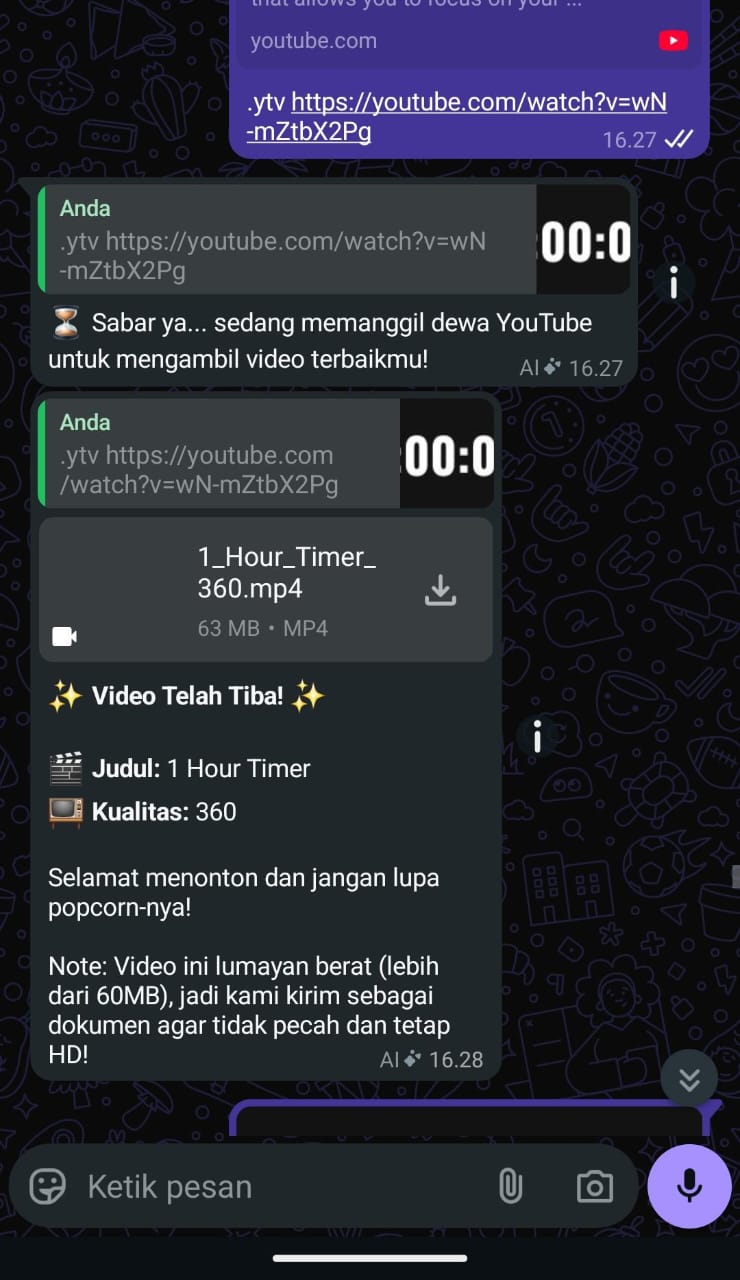 that allows you to focus on your ...
youtube.com
.ytv https://youtube.com/watch?v=wN
-mZtbX2Pg
16.27
Anda
.ytv https://youtube.com/watch?v=wN
-mZtbX2Pg
00:0
Sabar ya... sedang memanggil dewa YouTube
untuk mengambil video terbaikmu!
AI 16.27
Anda
.ytv https://youtube.com
/watch?v=wN-mZtbX2Pg
:00:0
1_Hour_Timer_
360.mp4
63 MB • MP4
✨ Video Telah Tiba! ✨
🎬 Judul: 1 Hour Timer
📺 Kualitas: 360
Selamat menonton dan jangan lupa
popcorn-nya!
Note: Video ini lumayan berat (lebih
dari 60MB), jadi kami kirim sebagai
dokumen agar tidak pecah dan tetap
HD!
AI 16.28
Ketik pesan